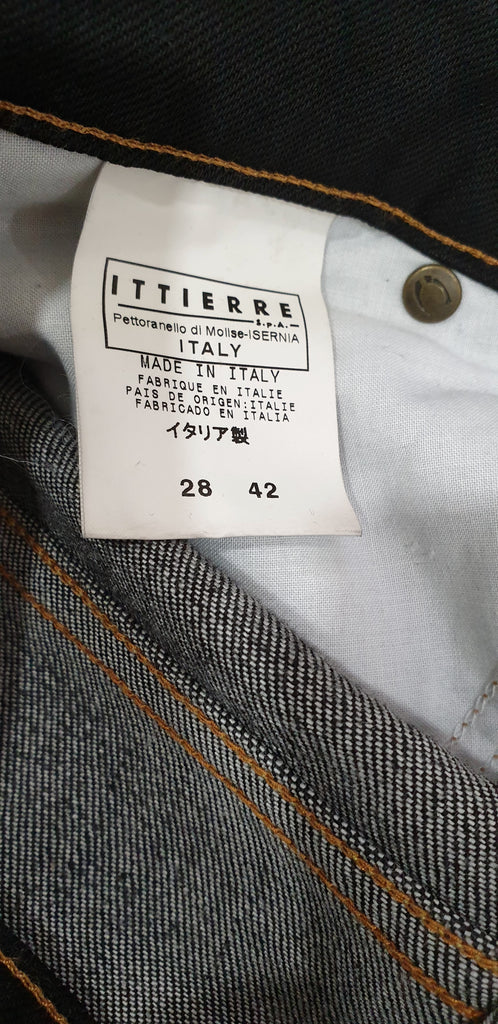 ITTIERRE
S.p.A.
Pettoranello di Molise-ISERNIA
ITALY
MADE IN ITALY
FABRIQUE EN ITALIE
PAIS DE ORIGEN:ITALIE
FABRICADO EN ITALIA
イタリア製
28 42